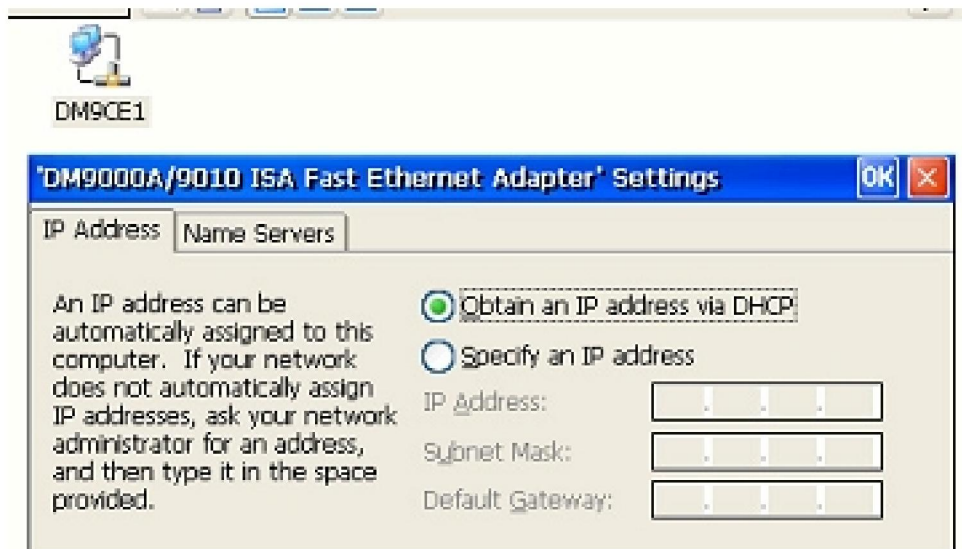 DM9CE1
'DM9000A/9010 ISA Fast Ethernet Adapter' Settings
OK
IP Address
Name Servers
An IP address can be
automatically assigned to this
computer. If your network
does not automatically assign
IP addresses, ask your network
administrator for an address,
and then type it in the space
provided.
Obtain an IP address via DHCP
Specify an IP address
IP Address:
Subnet Mask:
Default Gateway: